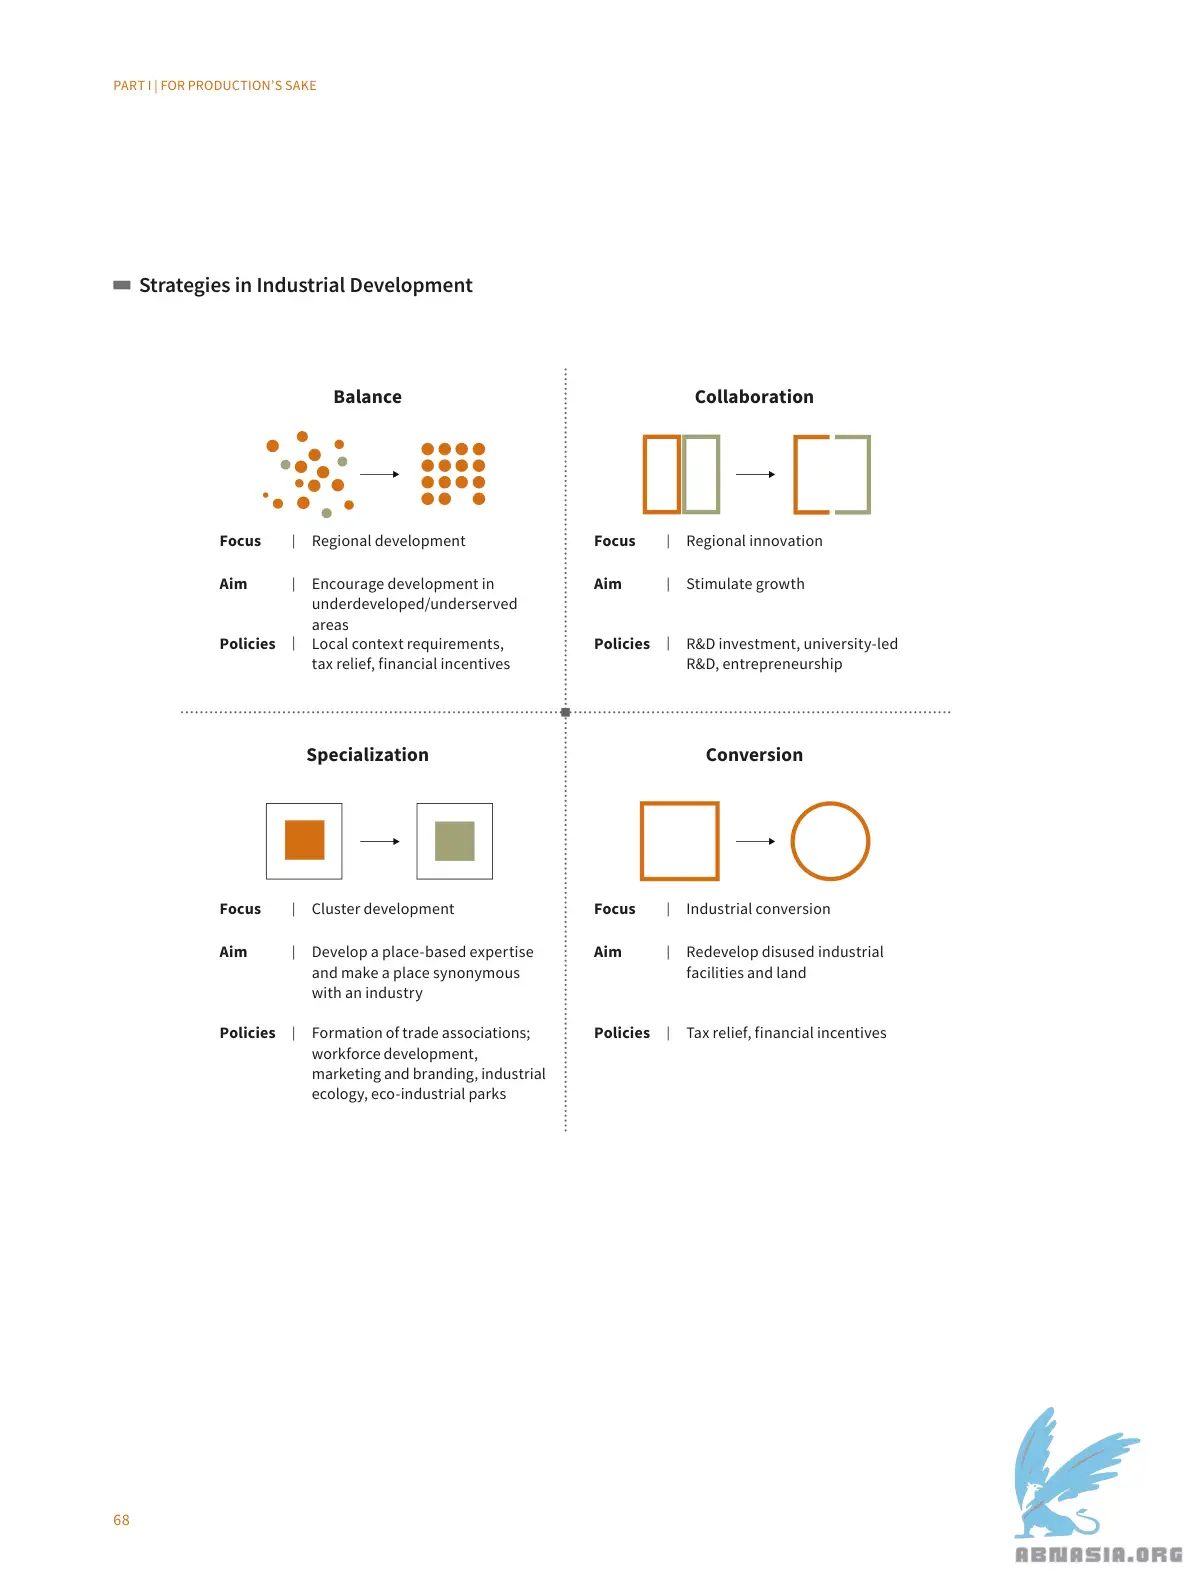 PART I | FOR PRODUCTION'S SAKE
Strategies in Industrial Development
Balance
Focus | Regional development
Aim | Encourage development in
underdeveloped/underserved
areas
Policies | Local context requirements,
tax relief, financial incentives
Collaboration
Focus | Regional innovation
Aim | Stimulate growth
Policies | R&D investment, university-led
R&D, entrepreneurship
Specialization
Focus | Cluster development
Aim | Develop a place-based expertise
and make a place synonymous
with an industry
Policies | Formation of trade associations;
workforce development,
marketing and branding, industrial
ecology, eco-industrial parks
Conversion
Focus | Industrial conversion
Aim | Redevelop disused industrial
facilities and land
Policies | Tax relief, financial incentives
68
ABNASIA.ORG